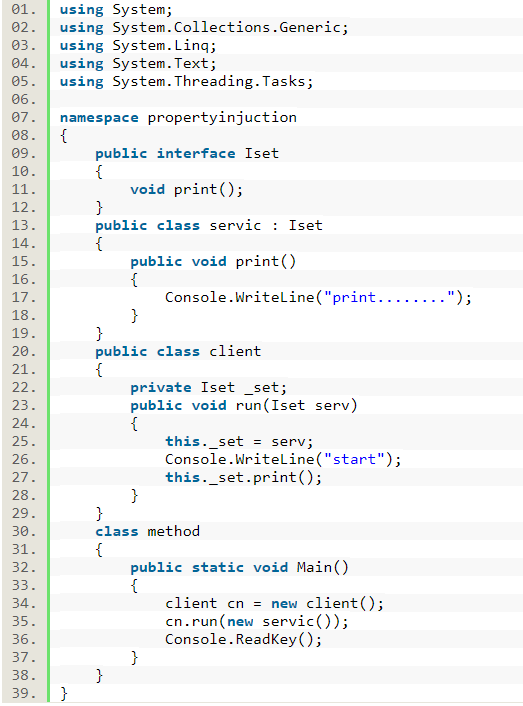 01. using System;
02. using System.Collections.Generic;
03. using System.Linq;
04. using System.Text;
05. using System.Threading.Tasks;
06.
07. namespace propertyinjuction
08. {
09.     public interface Iset
10.     {
11.         void print();
12.     }
13.     public class servic : Iset
14.     {
15.         public void print()
16.         {
17.             Console.WriteLine("print........");
18.         }
19.     }
20.     public class client
21.     {
22.         private Iset _set;
23.         public void run(Iset serv)
24.         {
25.             this._set = serv;
26.             Console.WriteLine("start");
27.             this._set.print();
28.         }
29.     }
30.     class method
31.     {
32.         public static void Main()
33.         {
34.             client cn = new client();
35.             cn.run(new servic());
36.             Console.ReadKey();
37.         }
38.     }
39. }